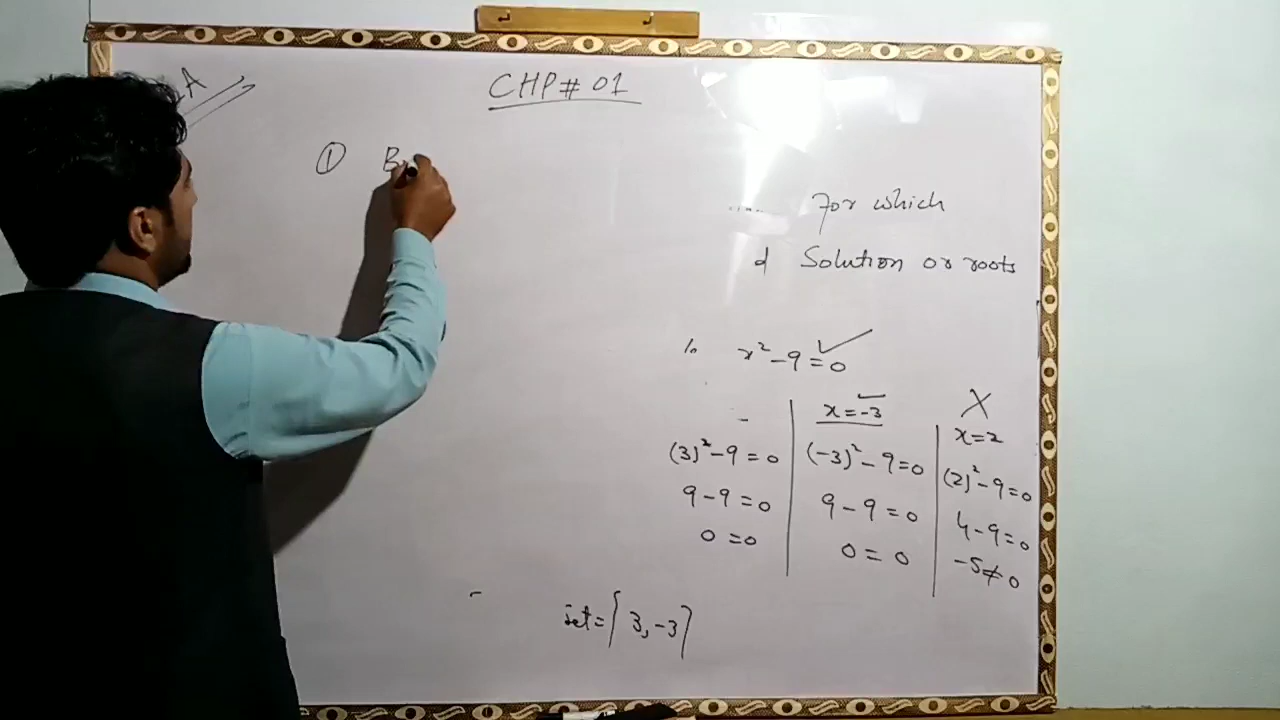 CHP# 01
A
① B
..... For which
d Solution or roots
x²-9=0
x=-3
x=2
(3)²-9=0
(-3)²-9=0
(2)²-9=0
9-9=0
9-9=0
4-9=0
0=0
0=0
-5≠0
set={3,-3}